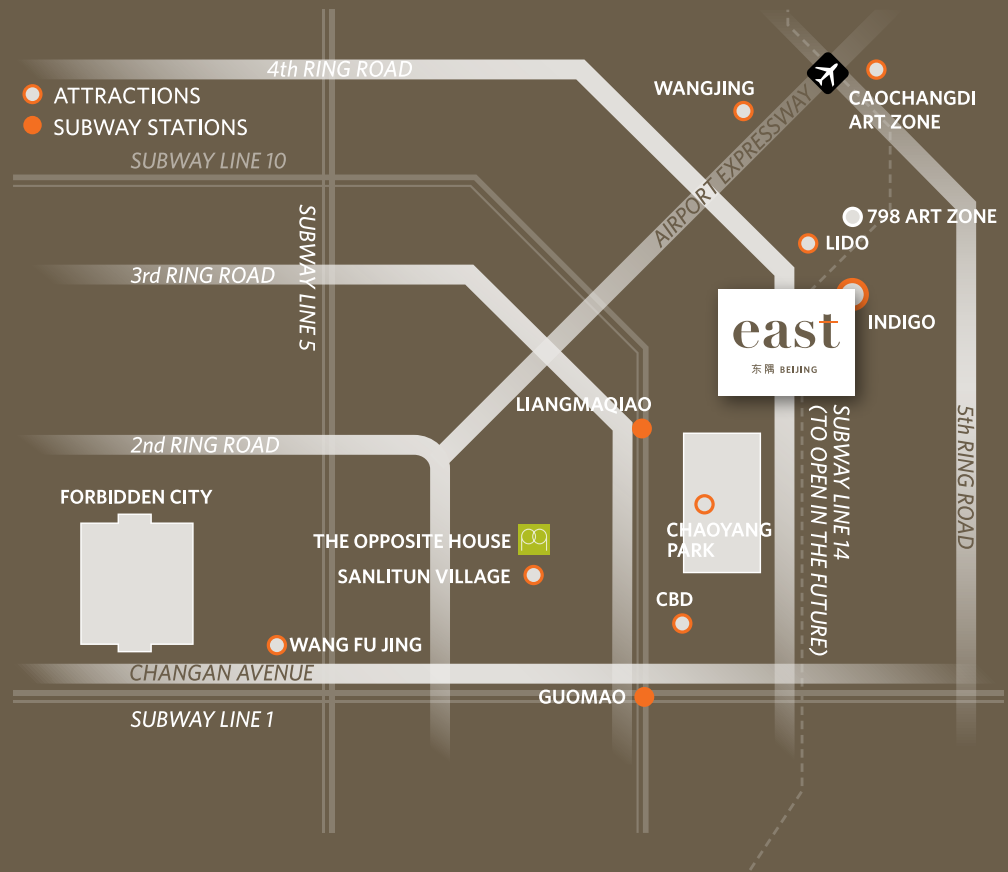 4th RING ROAD
ATTRACTIONS
SUBWAY STATIONS
WANGJING
CAOCHANGDI
ART ZONE
SUBWAY LINE 10
AIRPORT EXPRESSWAY
798 ART ZONE
LIDO
SUBWAY LINE 5
3rd RING ROAD
INDIGO
east
东隅 BEIJING
LIANGMAQIAO
SUBWAY LINE 14
(TO OPEN IN THE FUTURE)
5th RING ROAD
2nd RING ROAD
FORBIDDEN CITY
THE OPPOSITE HOUSE
CHAOYANG
PARK
SANLITUN VILLAGE
CBD
WANG FU JING
CHANGAN AVENUE
GUOMAO
SUBWAY LINE 1